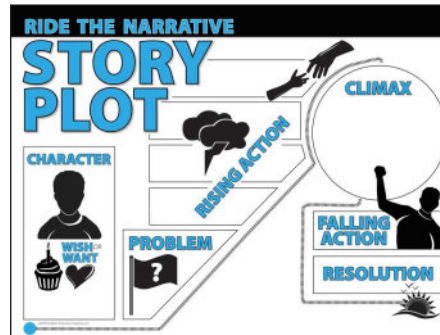 RIDE THE NARRATIVE
STORY
PLOT
CLIMAX
RISING ACTION
CHARACTER
WISH
WANT
PROBLEM
?
FALLING
ACTION
RESOLUTION